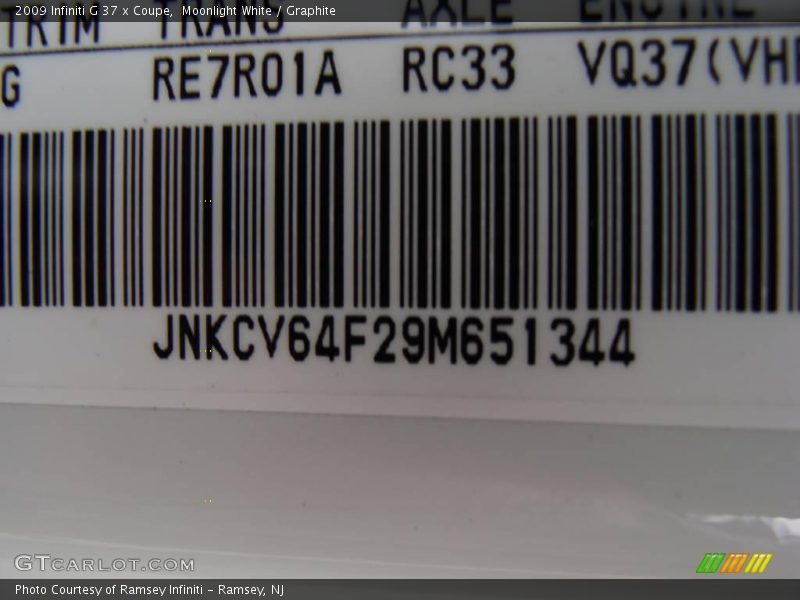 2009 Infiniti G 37 x Coupe,  Moonlight White / Graphite
TRIM TRANS AXLE ENGINE
G RE7R01A RC33 VQ37(VH
JNKCV64F29M651344
GTCARLOT.COM
Photo Courtesy of Ramsey Infiniti – Ramsey, NJ